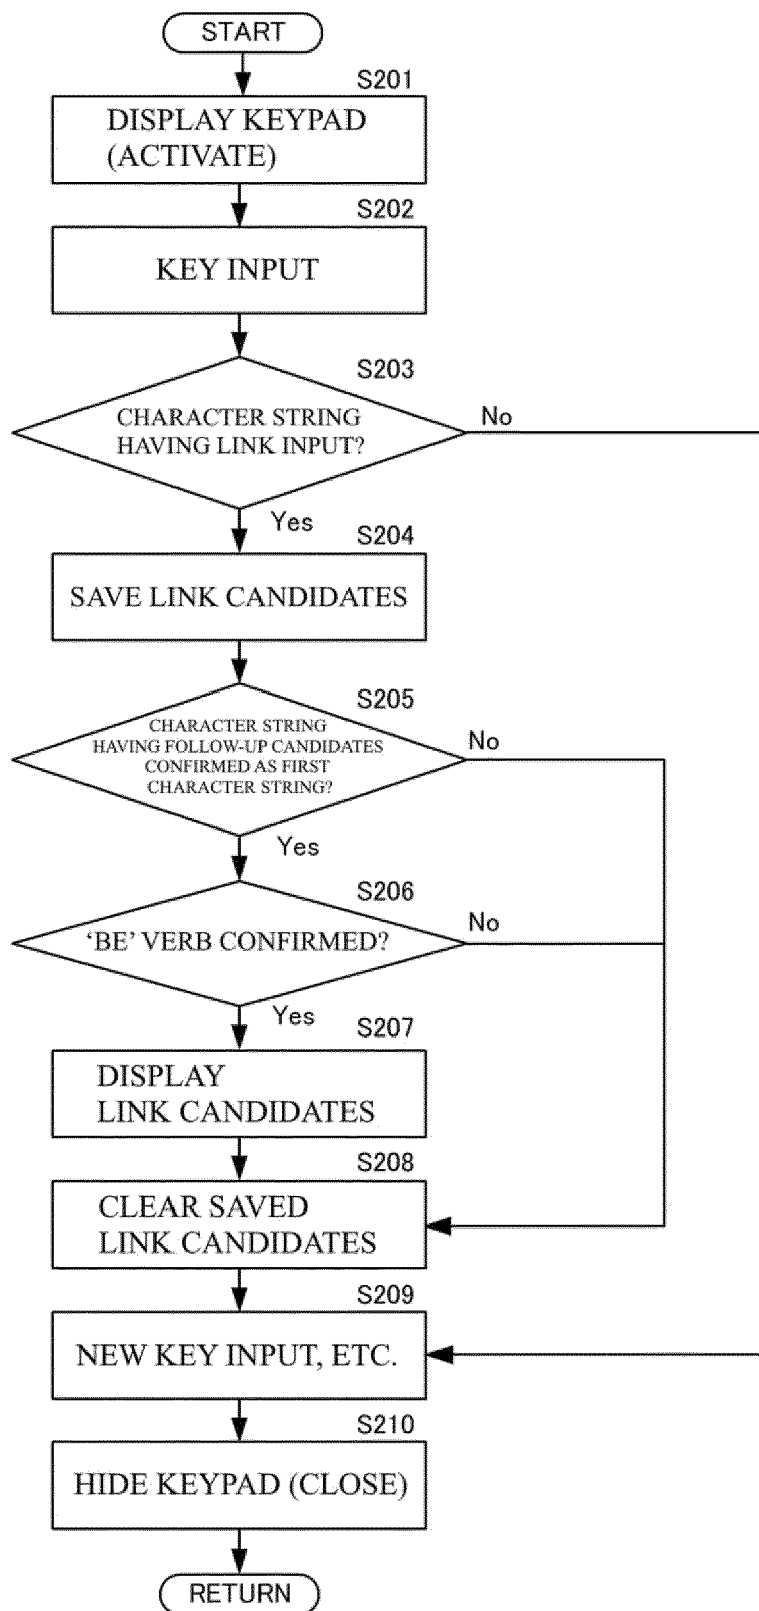 START
S201
DISPLAY KEYPAD
(ACTIVATE)
S202
KEY INPUT
S203
CHARACTER STRING
HAVING LINK INPUT?
No
Yes
S204
SAVE LINK CANDIDATES
S205
CHARACTER STRING
HAVING FOLLOW-UP CANDIDATES
CONFIRMED AS FIRST
CHARACTER STRING?
No
Yes
S206
‘BE’ VERB CONFIRMED?
No
Yes
S207
DISPLAY
LINK CANDIDATES
S208
CLEAR SAVED
LINK CANDIDATES
S209
NEW KEY INPUT, ETC.
S210
HIDE KEYPAD (CLOSE)
RETURN